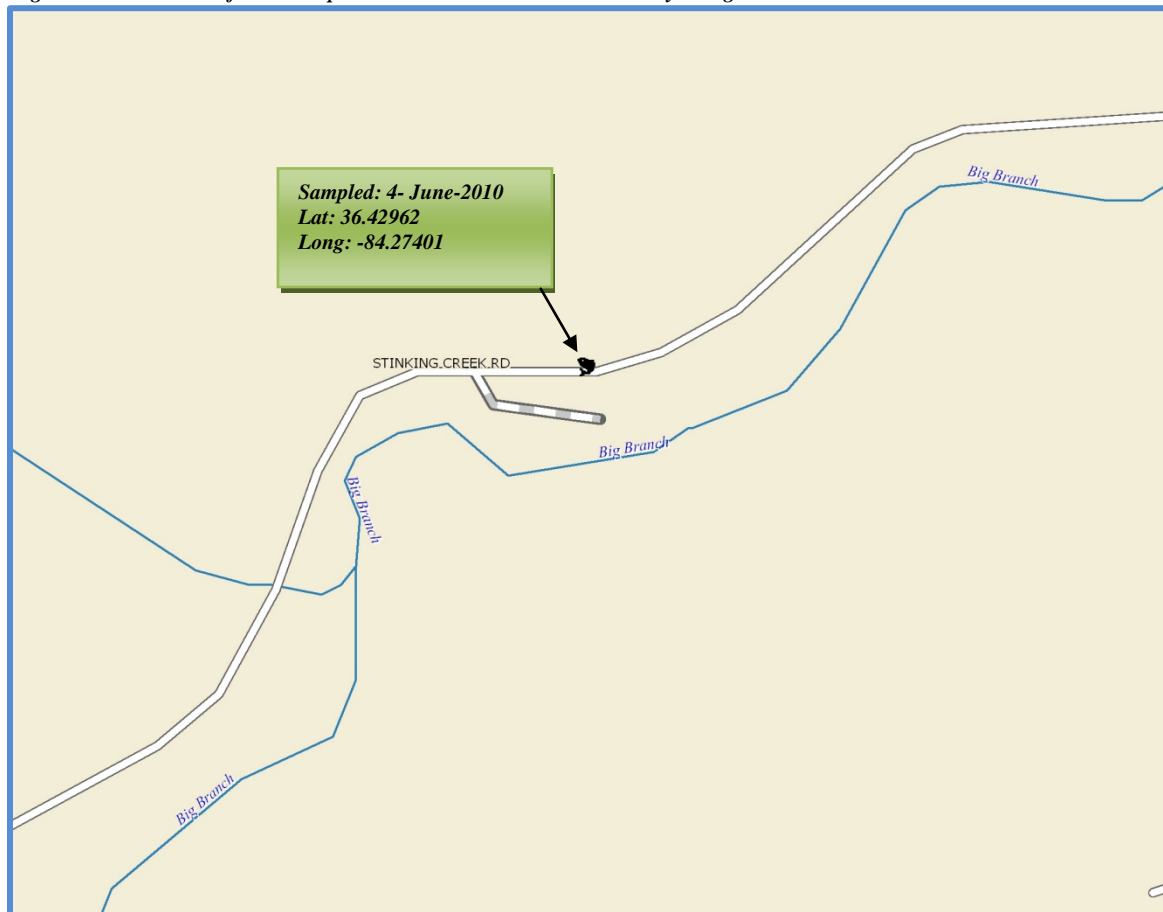 Sampled: 4- June-2010
Lat: 36.42962
Long: -84.27401
Big Branch
STINKING.CREEK.RD
Big Branch
Big Branch
Big Branch